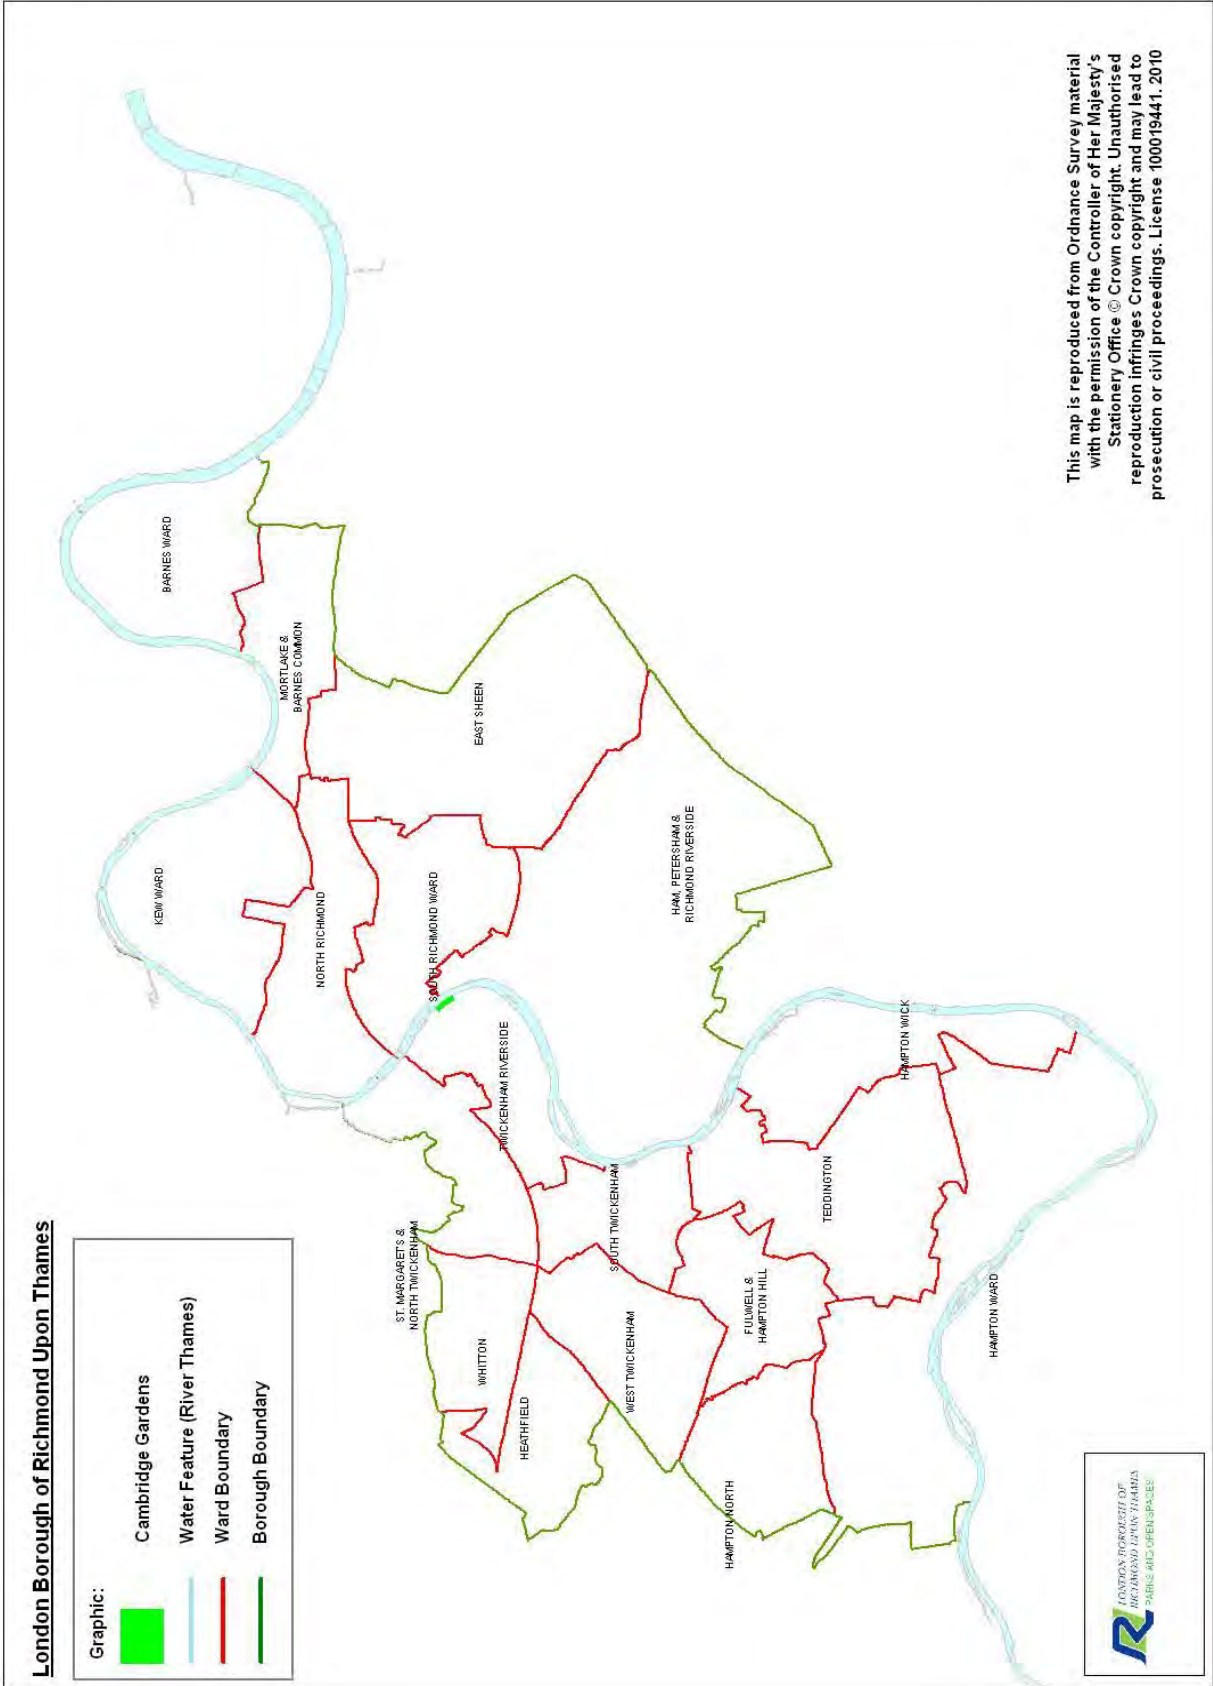 London Borough of Richmond Upon Thames
Graphic:
Cambridge Gardens
Water Feature (River Thames)
Ward Boundary
Borough Boundary
BARNES WARD
MORTLAKE &
BARNES COMMON
EAST SHEEN
KEW WARD
NORTH RICHMOND
SOUTH RICHMOND WARD
HAM, PETERSHAM &
RICHMOND RIVERSIDE
TWICKENHAM RIVERSIDE
ST. MARGARETS &
NORTH TWICKENHAM
SOUTH TWICKENHAM
HAMPTON WICK
TEDDINGTON
WHITTON
HEATHFIELD
WEST TWICKENHAM
FULWELL &
HAMPTON HILL
HAMPTON WARD
HAMPTON NORTH
This map is reproduced from Ordnance Survey material
with the permission of the Controller of Her Majesty's
Stationery Office © Crown copyright. Unauthorised
reproduction infringes Crown copyright and may lead to
prosecution or civil proceedings. License 100019441. 2010
LONDON BOROUGH OF
RICHMOND UPON THAMES
PARKS AND OPEN SPACES